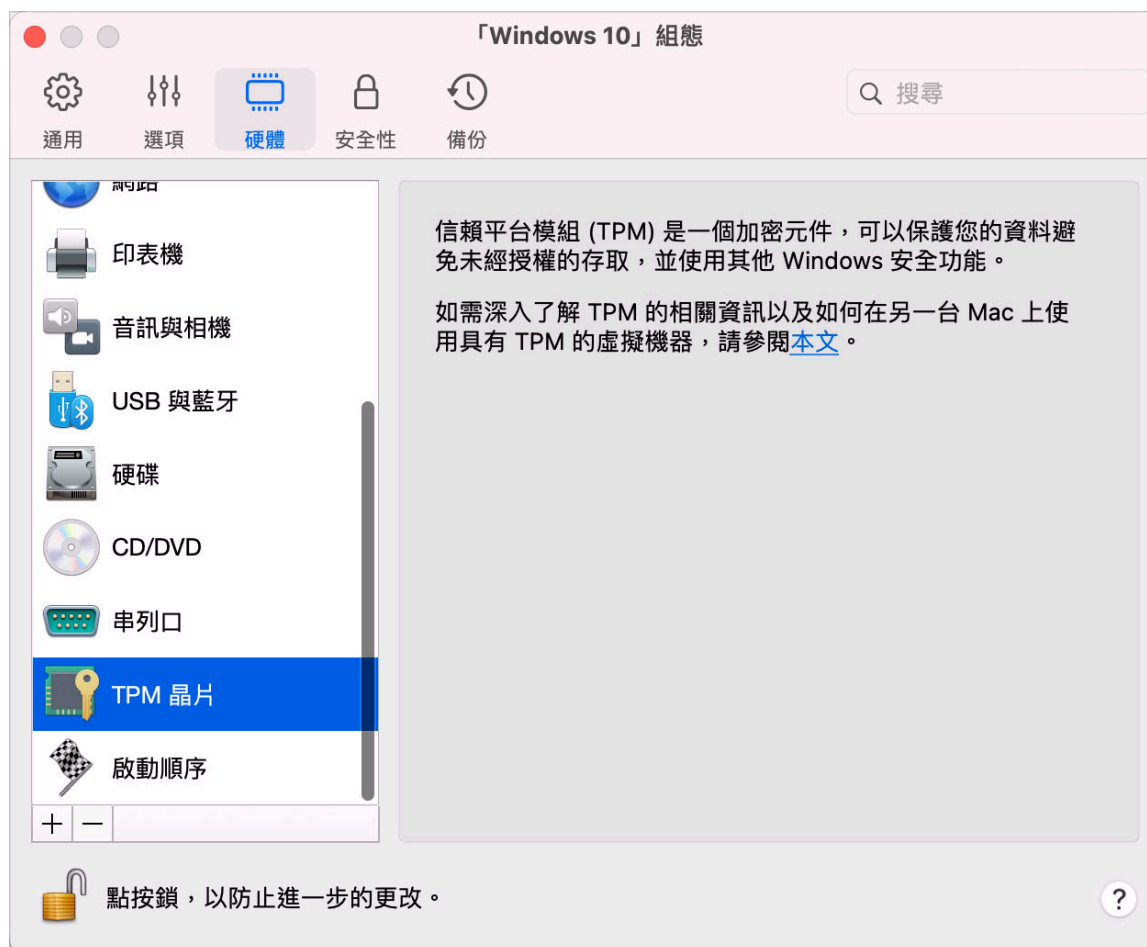 「Windows 10」組態
通用
選項
硬體
安全性
備份
搜尋
網路
印表機
音訊與相機
USB 與藍牙
硬碟
CD/DVD
串列口
TPM 晶片
啟動順序
信賴平台模組 (TPM) 是一個加密元件，可以保護您的資料避
免未經授權的存取，並使用其他 Windows 安全功能。
如需深入了解 TPM 的相關資訊以及如何在另一台 Mac 上使
用具有 TPM 的虛擬機器，請參閱本文。
點按鎖，以防止進一步的更改。
?